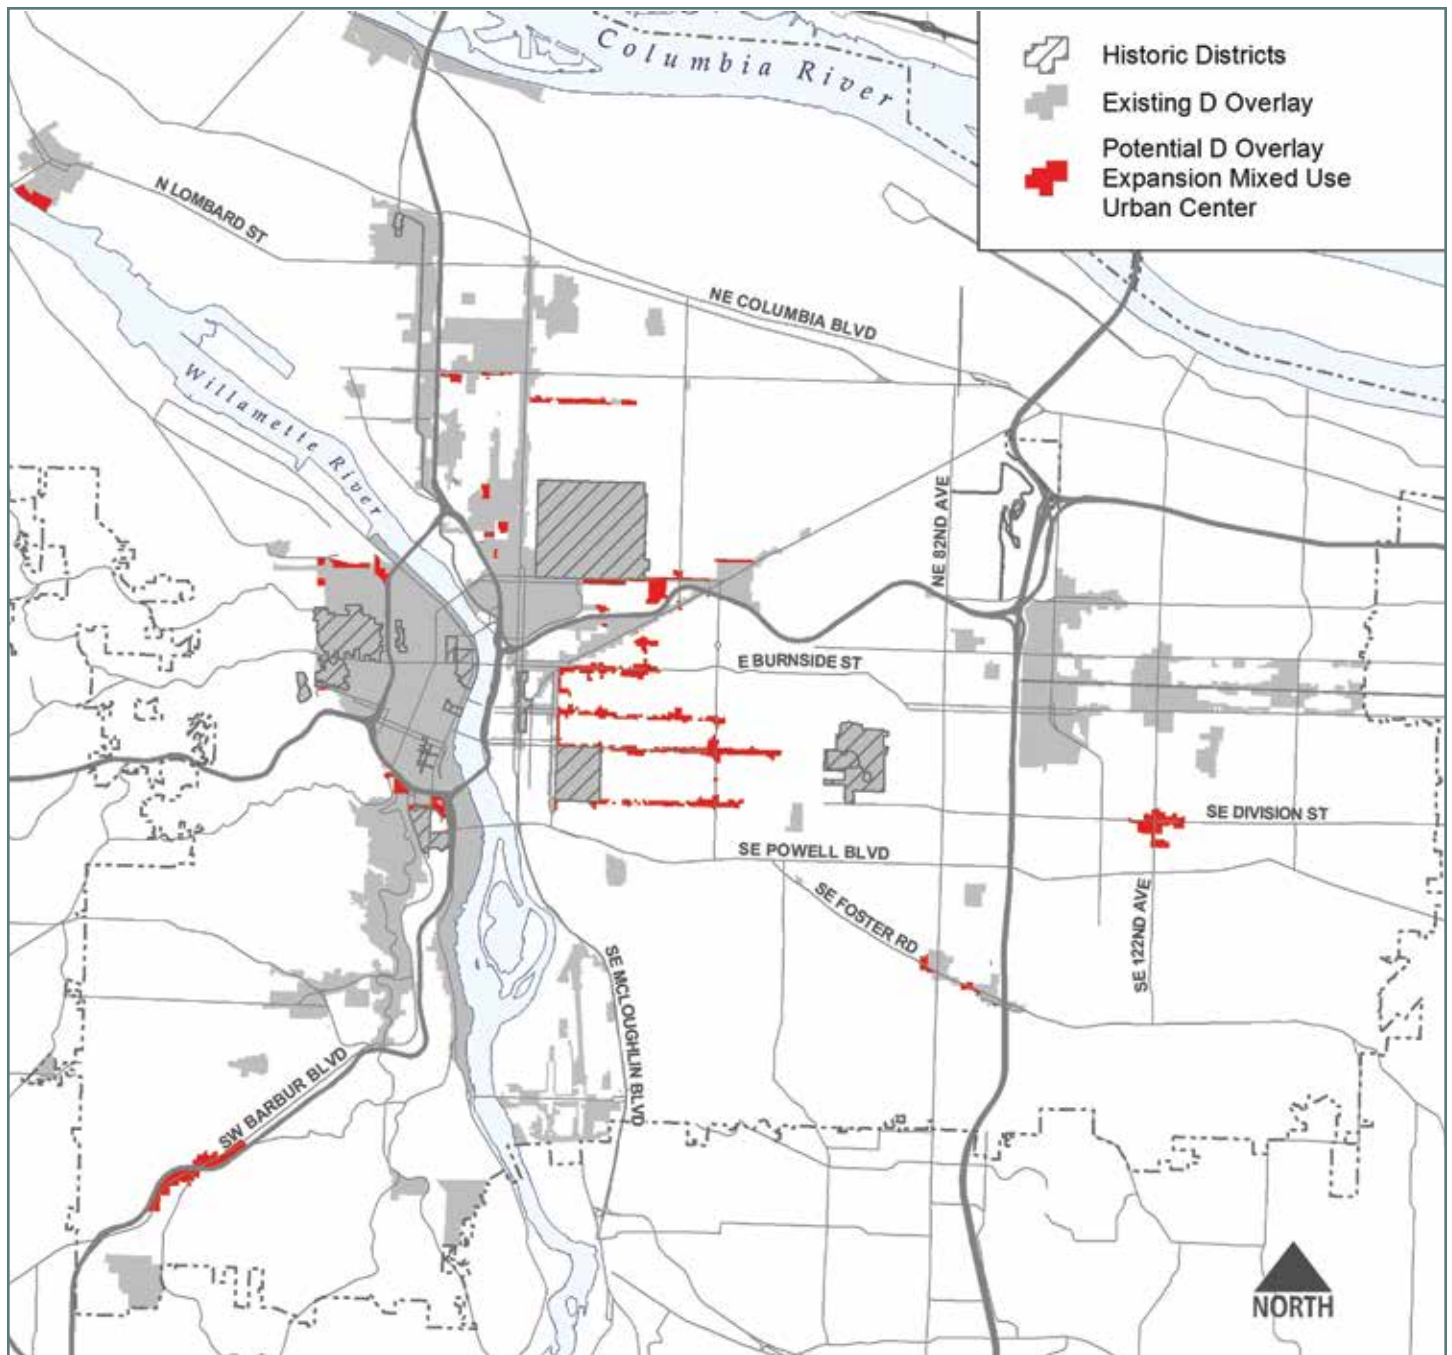 Columbia River
Historic Districts
Existing D Overlay
Potential D Overlay
Expansion Mixed Use
Urban Center
N LOMBARD ST
NE COLUMBIA BLVD
Willamette River
NE 82ND AVE
E BURNSIDE ST
SE DIVISION ST
SE POWELL BLVD
SE FOSTER RD
SE 122ND AVE
SE MCLOUGHLIN BLVD
SW BARBUR BLVD
NORTH